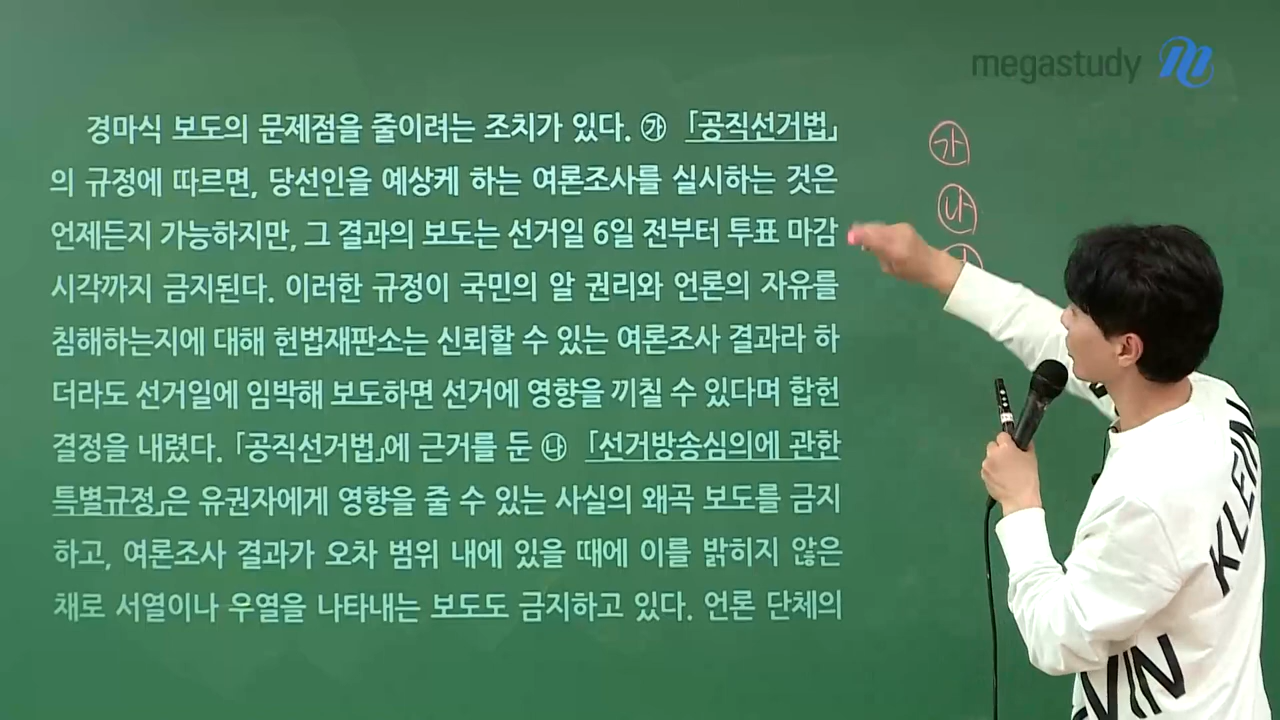 megastudy
경마식 보도의 문제점을 줄이려는 조치가 있다. ㉮ 「공직선거법」
의 규정에 따르면, 당선인을 예상케 하는 여론조사를 실시하는 것은
언제든지 가능하지만, 그 결과의 보도는 선거일 6일 전부터 투표 마감
시각까지 금지된다. 이러한 규정이 국민의 알 권리와 언론의 자유를
침해하는지에 대해 헌법재판소는 신뢰할 수 있는 여론조사 결과라 하
더라도 선거일에 임박해 보도하면 선거에 영향을 끼칠 수 있다며 합헌
결정을 내렸다. 「공직선거법」에 근거를 둔 ㉯ 「선거방송심의에 관한
특별규정」은 유권자에게 영향을 줄 수 있는 사실의 왜곡 보도를 금지
하고, 여론조사 결과가 오차 범위 내에 있을 때에 이를 밝히지 않은
채로 서열이나 우열을 나타내는 보도도 금지하고 있다. 언론 단체의
㉮
㉯
KLEIN
VIN